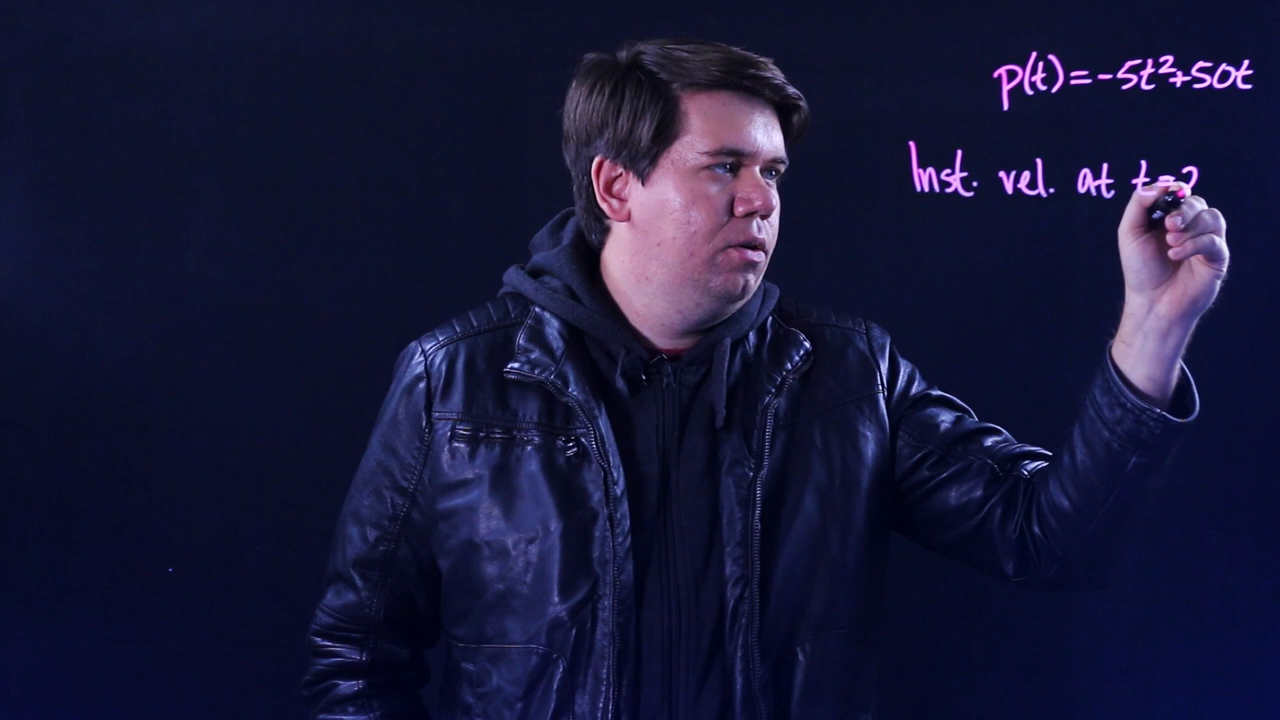 p(t)=-5t²+50t
Inst. vel. at t=2